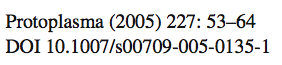 Protoplasma (2005) 227: 53–64
DOI 10.1007/s00709-005-0135-1